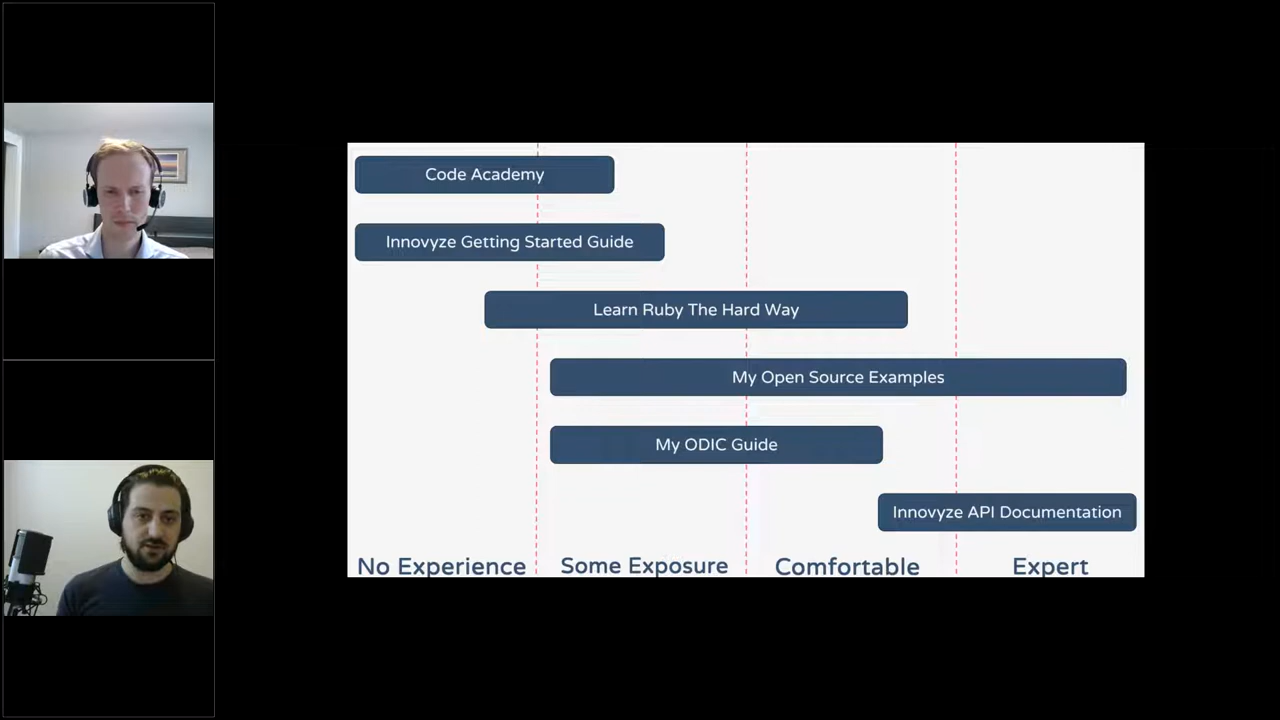 Code Academy
Innovyze Getting Started Guide
Learn Ruby The Hard Way
My Open Source Examples
My ODIC Guide
Innovyze API Documentation
No Experience
Some Exposure
Comfortable
Expert